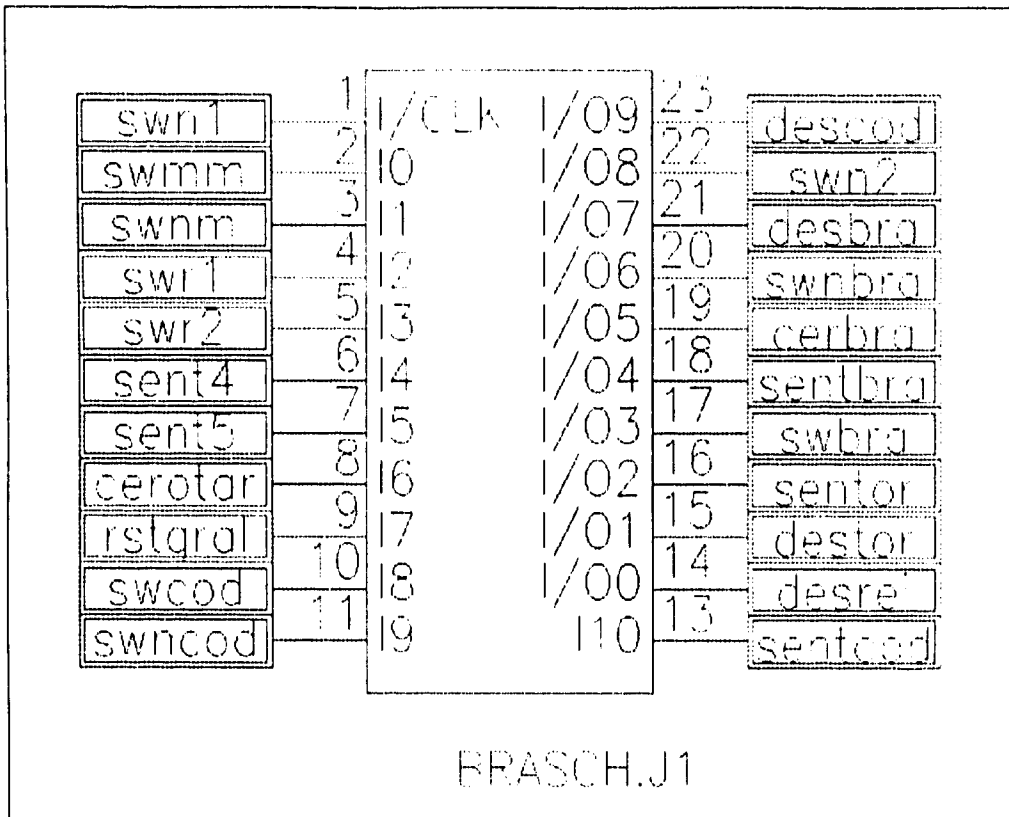 swn1 1 I/CLK I/O9 23 descod
swmm 2 I0 I/O8 22 swn2
swnm 3 I1 I/O7 21 desbra
swr1 4 I2 I/O6 20 swnbra
swr2 5 I3 I/O5 19 cerbra
sent4 6 I4 I/O4 18 sentbra
sent5 7 I5 I/O3 17 swbra
cerotar 8 I6 I/O2 16 sentor
rstgral 9 I7 I/O1 15 destor
swcod 10 I8 I/O0 14
swncod 11 I9 I10 13 sentcod
BRASCH.J1